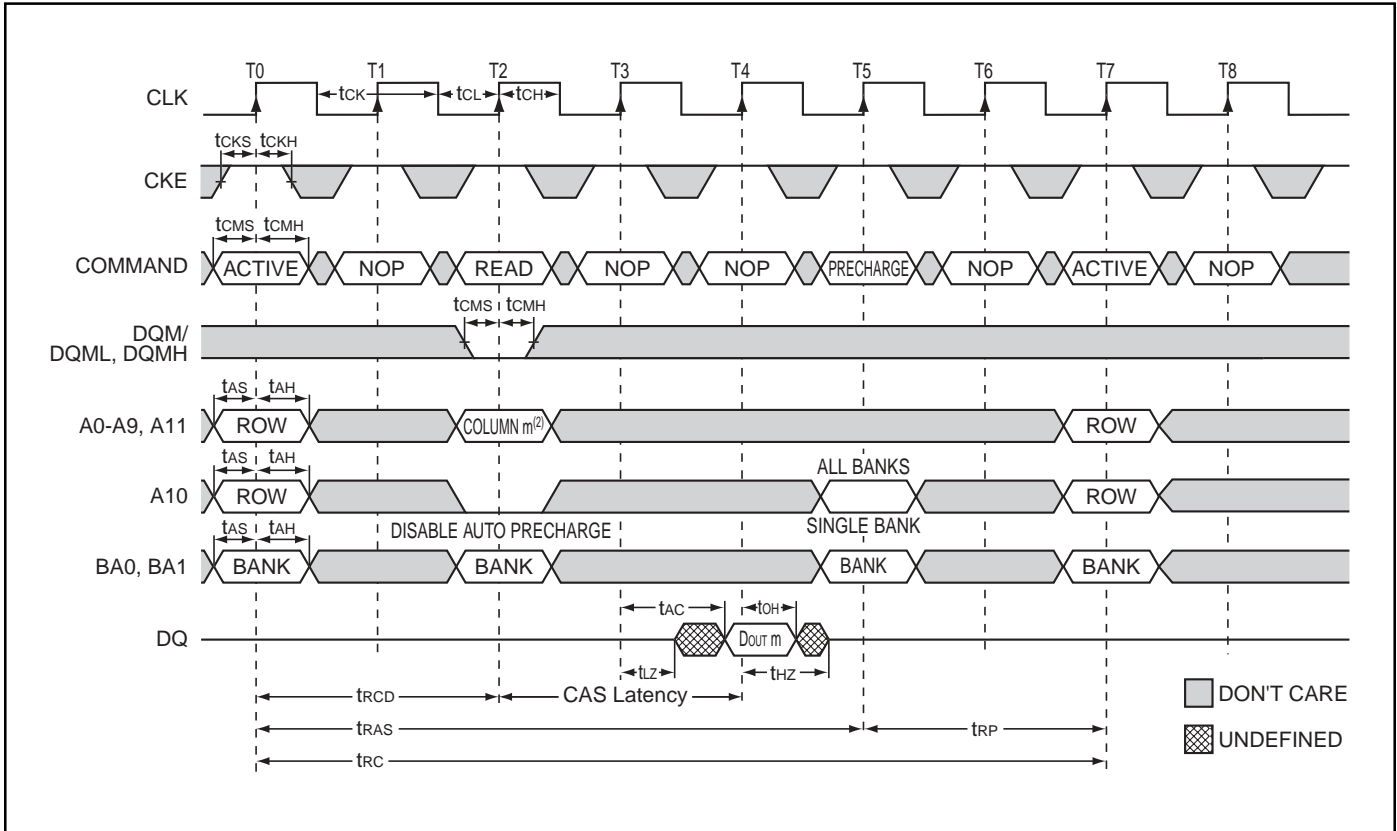 T0 T1 T2 T3 T4 T5 T6 T7 T8
CLK tCK tCL tCH
tCKS tCKH
CKE
tCMS tCMH
COMMAND ACTIVE NOP READ NOP NOP PRECHARGE NOP ACTIVE NOP
tCMS tCMH
DQM/
DQML, DQMH
tAS tAH
A0-A9, A11 ROW COLUMN m(2) ROW
tAS tAH ALL BANKS
A10 ROW ROW
tAS tAH DISABLE AUTO PRECHARGE SINGLE BANK
BA0, BA1 BANK BANK BANK BANK
tAC tOH
DQ DOUT m
tLZ tHZ
tRCD CAS Latency DON'T CARE
tRAS tRP UNDEFINED
tRC